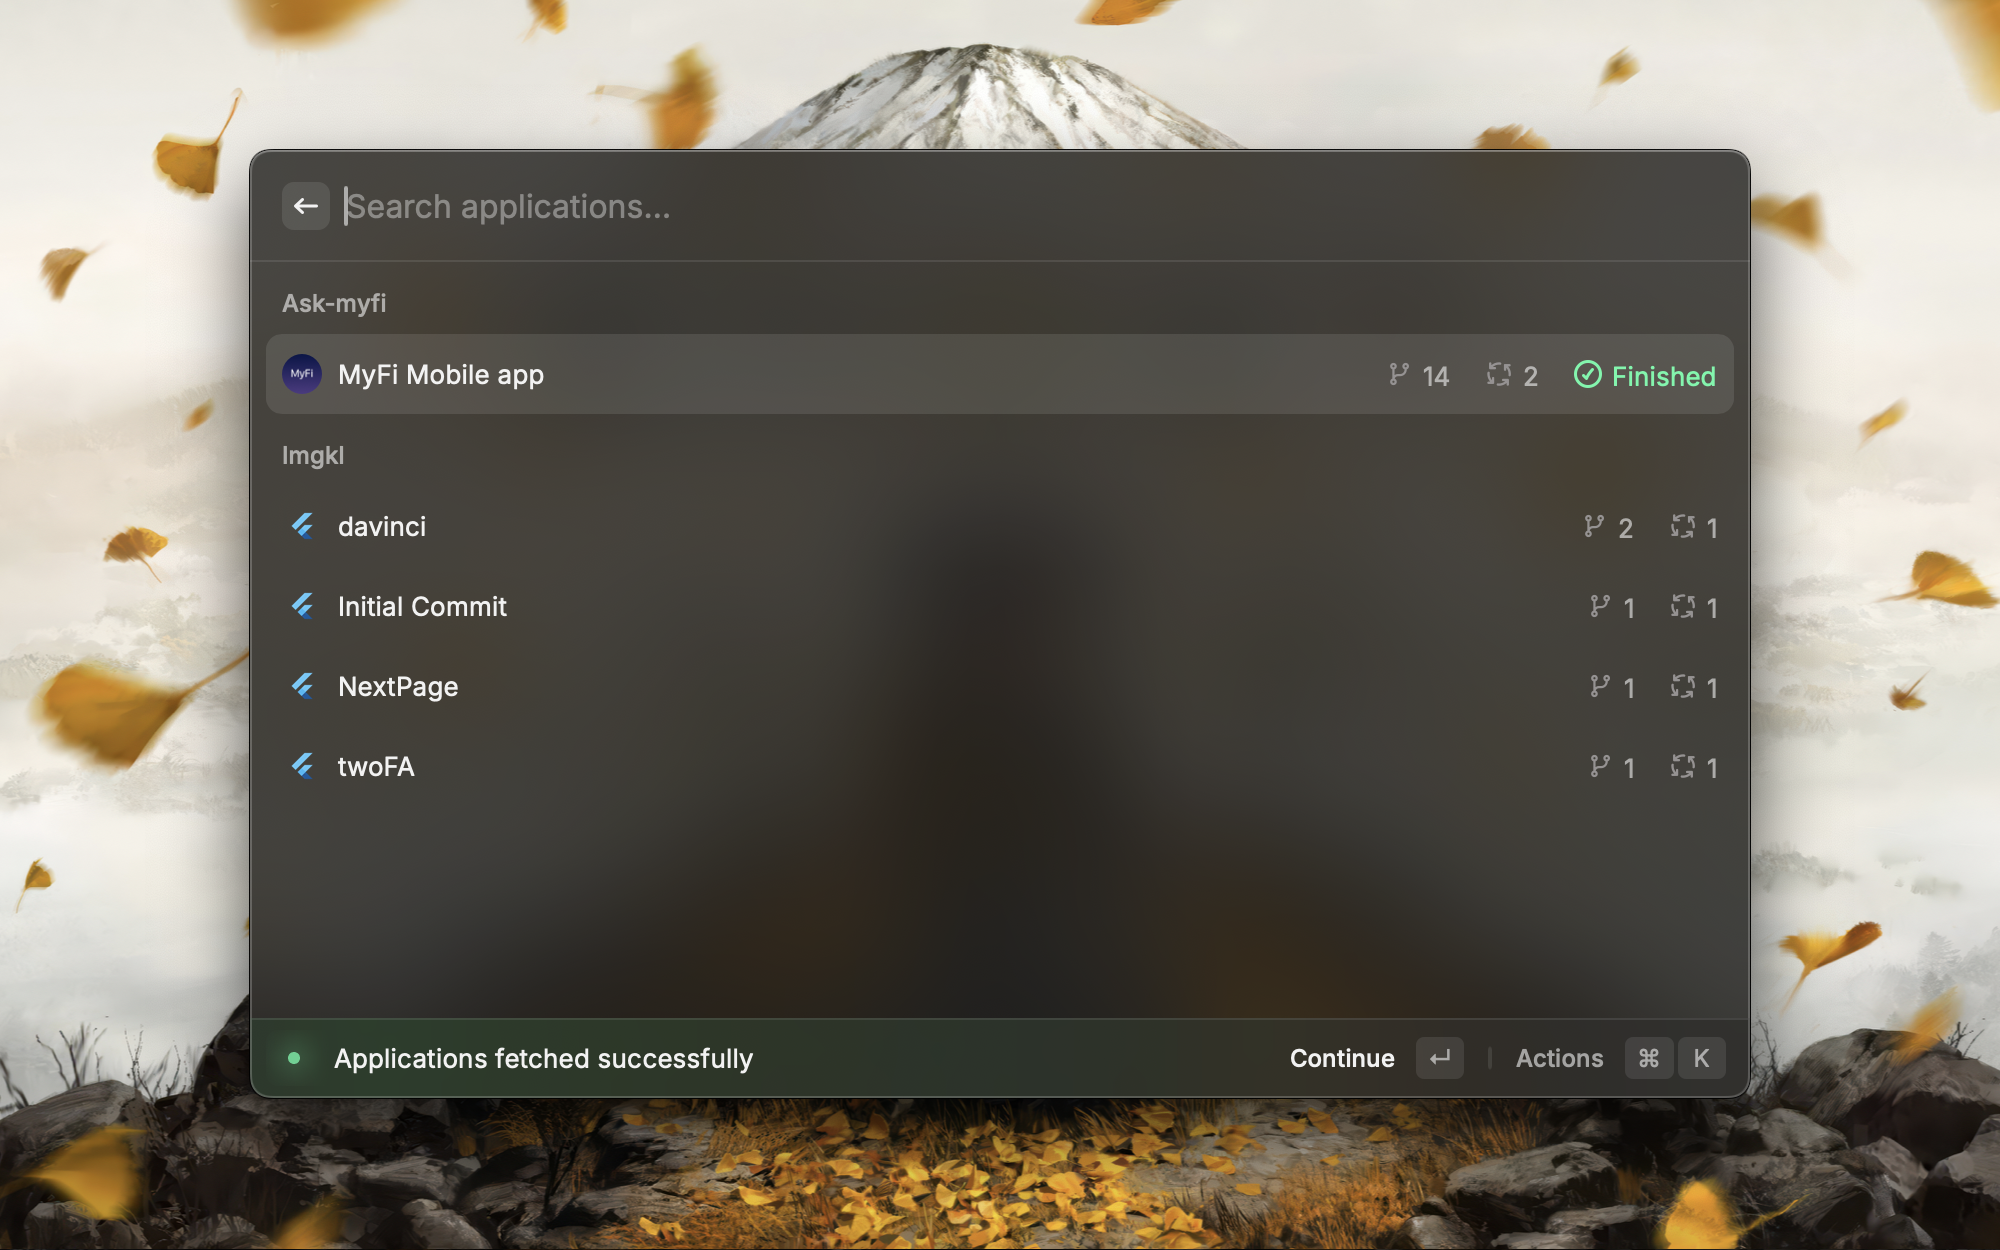 Search applications...
Ask-myfi
MyFi MyFi Mobile app 14 2 Finished
Imgkl
davinci 2 1
Initial Commit 1 1
NextPage 1 1
twoFA 1 1
Applications fetched successfully Continue Actions ⌘ K